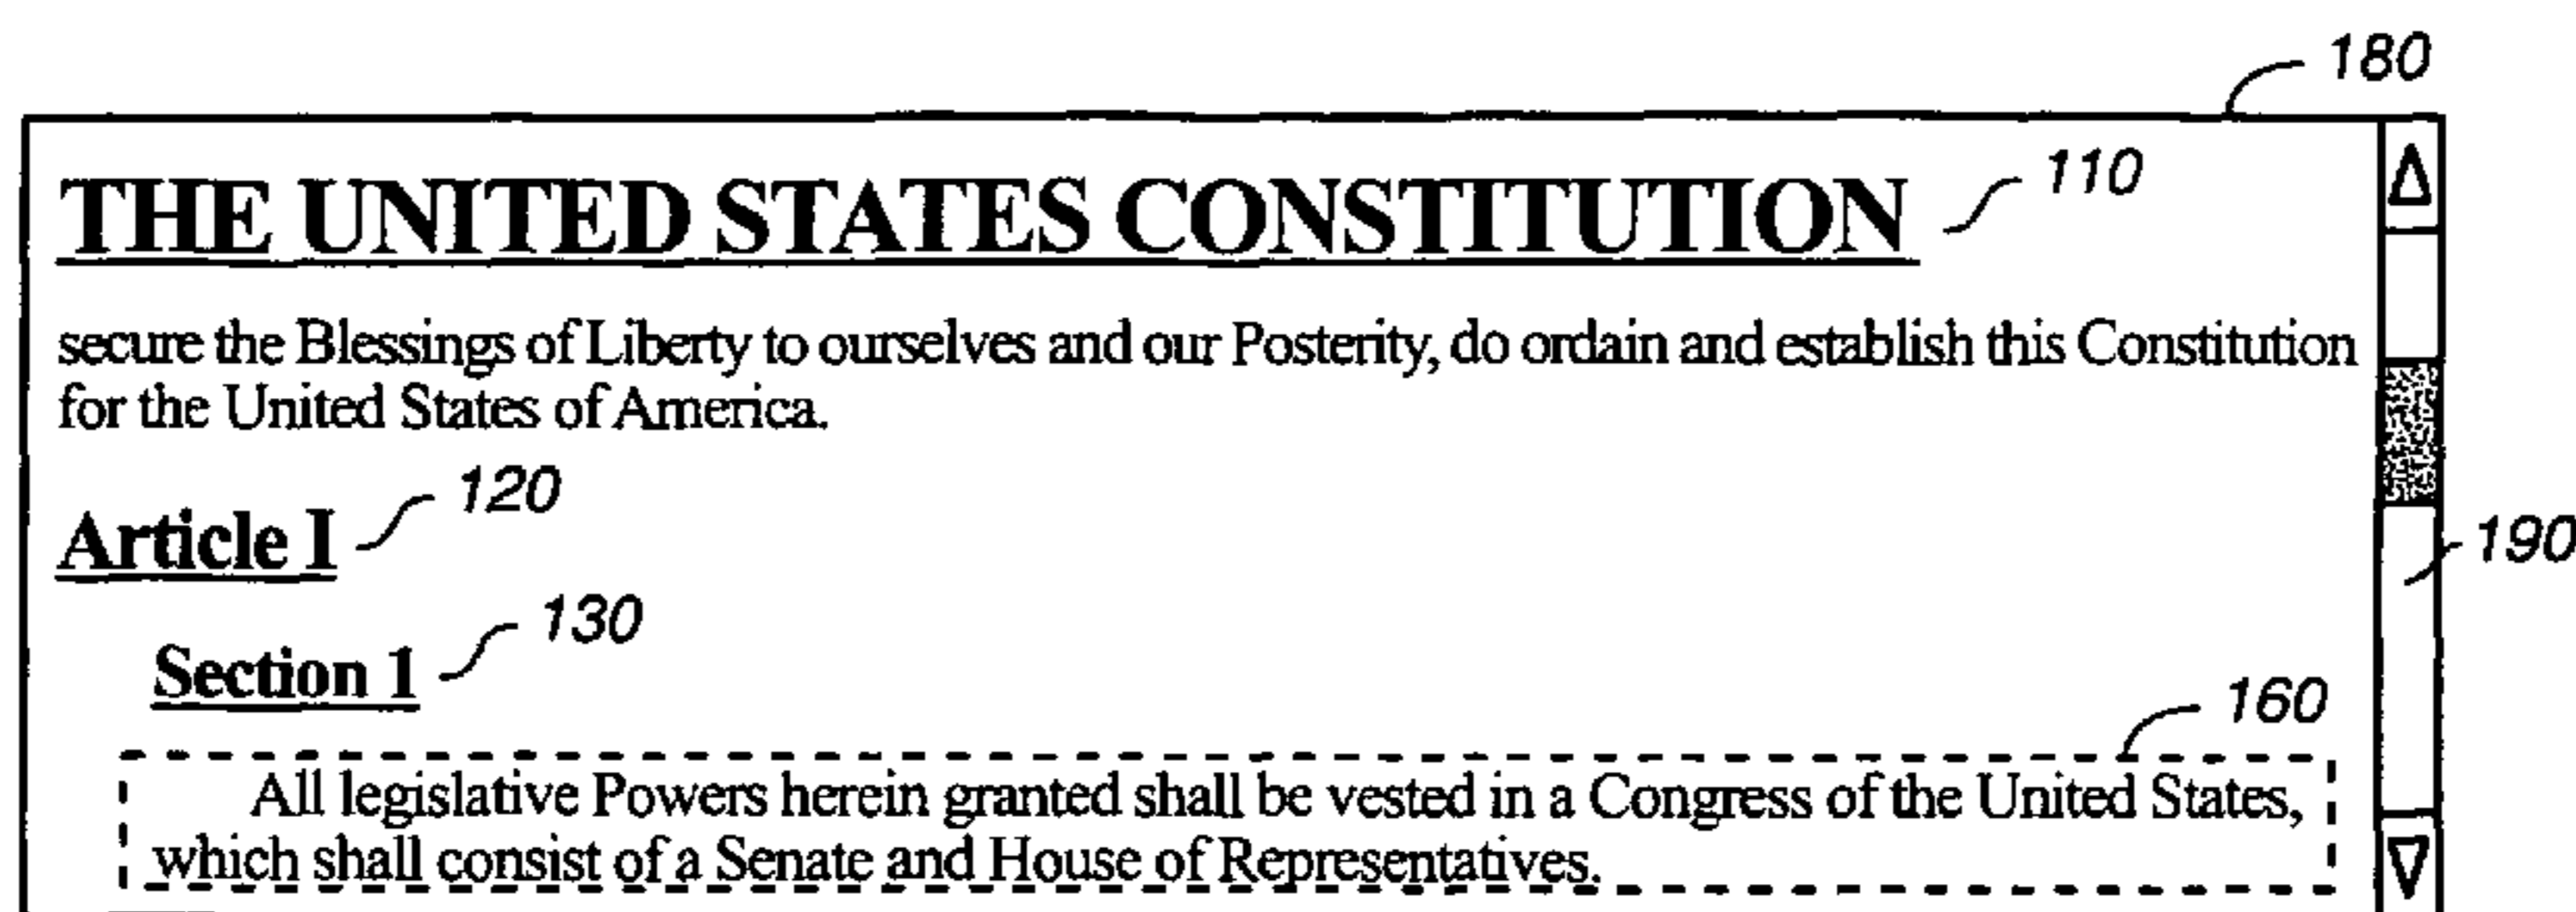 180
THE UNITED STATES CONSTITUTION 110
secure the Blessings of Liberty to ourselves and our Posterity, do ordain and establish this Constitution
for the United States of America.
Article I 120
190
Section 1 130
160
All legislative Powers herein granted shall be vested in a Congress of the United States,
which shall consist of a Senate and House of Representatives.